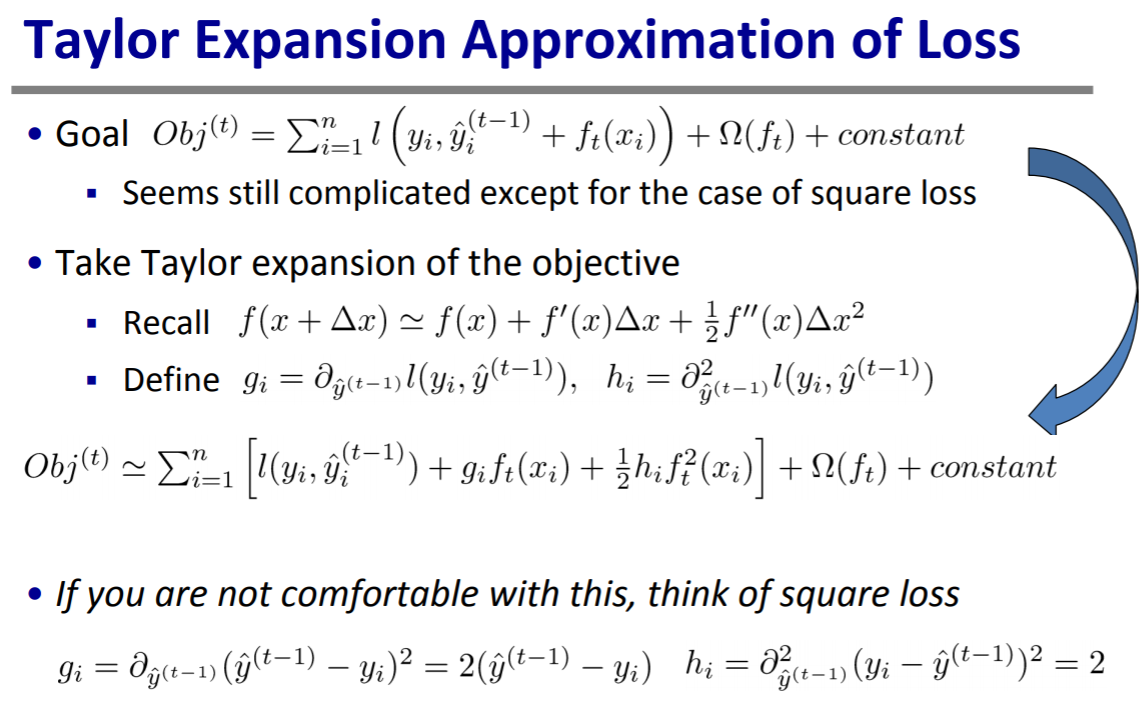 Taylor Expansion Approximation of Loss
• Goal $Obj^{(t)} = \sum_{i=1}^{n} l\left(y_i, \hat{y}_i^{(t-1)} + f_t(x_i)\right) + \Omega(f_t) + constant$
▪ Seems still complicated except for the case of square loss
• Take Taylor expansion of the objective
▪ Recall $f(x + \Delta x) \simeq f(x) + f'(x)\Delta x + \frac{1}{2} f''(x)\Delta x^2$
▪ Define $g_i = \partial_{\hat{y}^{(t-1)}} l(y_i, \hat{y}^{(t-1)}), \; h_i = \partial^2_{\hat{y}^{(t-1)}} l(y_i, \hat{y}^{(t-1)})$
$Obj^{(t)} \simeq \sum_{i=1}^{n} \left[ l(y_i, \hat{y}_i^{(t-1)}) + g_i f_t(x_i) + \frac{1}{2} h_i f_t^2(x_i) \right] + \Omega(f_t) + constant$
• If you are not comfortable with this, think of square loss
$g_i = \partial_{\hat{y}^{(t-1)}} (\hat{y}^{(t-1)} - y_i)^2 = 2(\hat{y}^{(t-1)} - y_i) \; h_i = \partial^2_{\hat{y}^{(t-1)}} (y_i - \hat{y}^{(t-1)})^2 = 2$